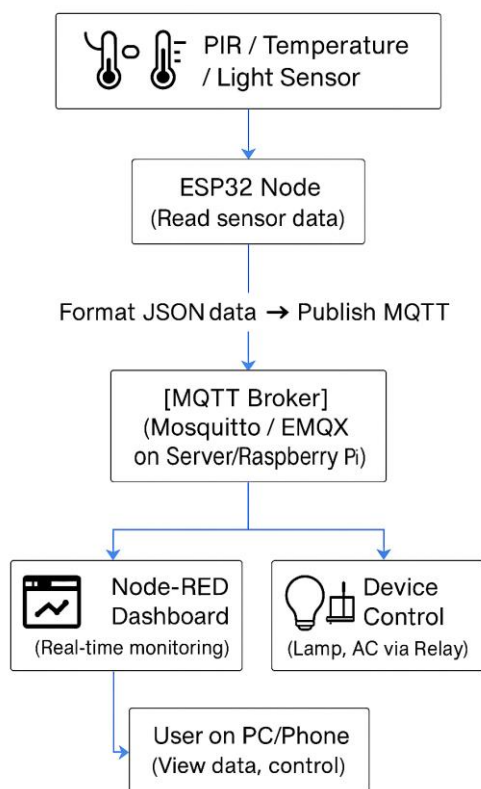 PIR / Temperature
/ Light Sensor
ESP32 Node
(Read sensor data)
Format JSON data → Publish MQTT
[MQTT Broker]
(Mosquitto / EMQX
on Server/Raspberry Pi)
Node-RED
Dashboard
(Real-time monitoring)
Device
Control
(Lamp, AC via Relay)
User on PC/Phone
(View data, control)